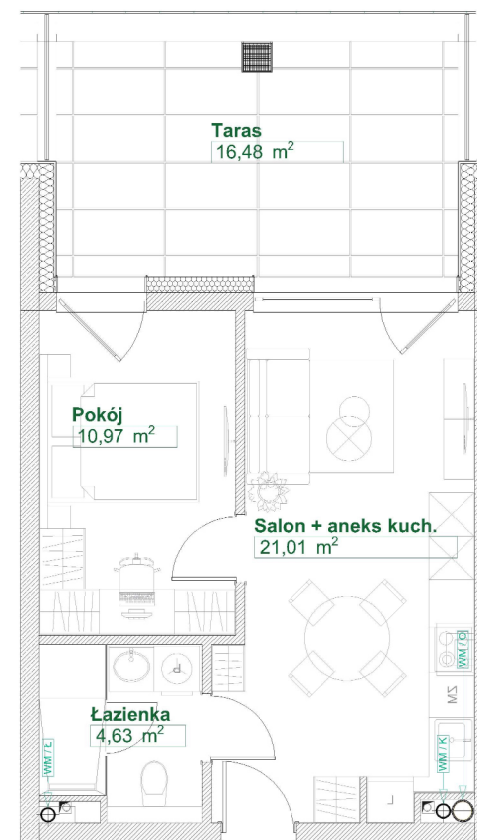 Taras
16,48 m²
Pokój
10,97 m²
Salon + aneks kuch.
21,01 m²
WM / O
ZM
P
Łazienka
4,63 m²
WM / Ł
WM / K
L